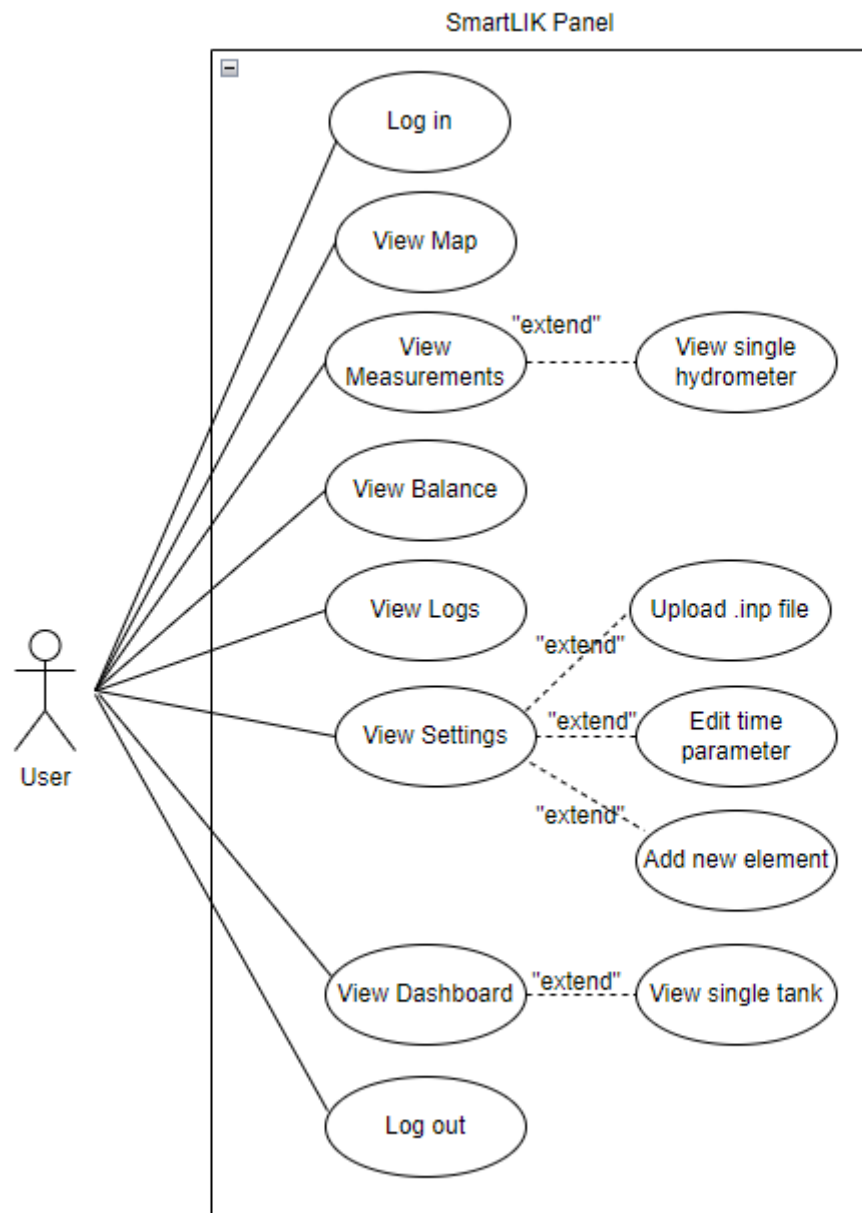 SmartLIK Panel
Log in
View Map
View
Measurements
"extend"
View single
hydrometer
View Balance
View Logs
Upload .inp file
"extend"
View Settings
"extend"
Edit time
parameter
"extend"
Add new element
User
View Dashboard
"extend"
View single tank
Log out